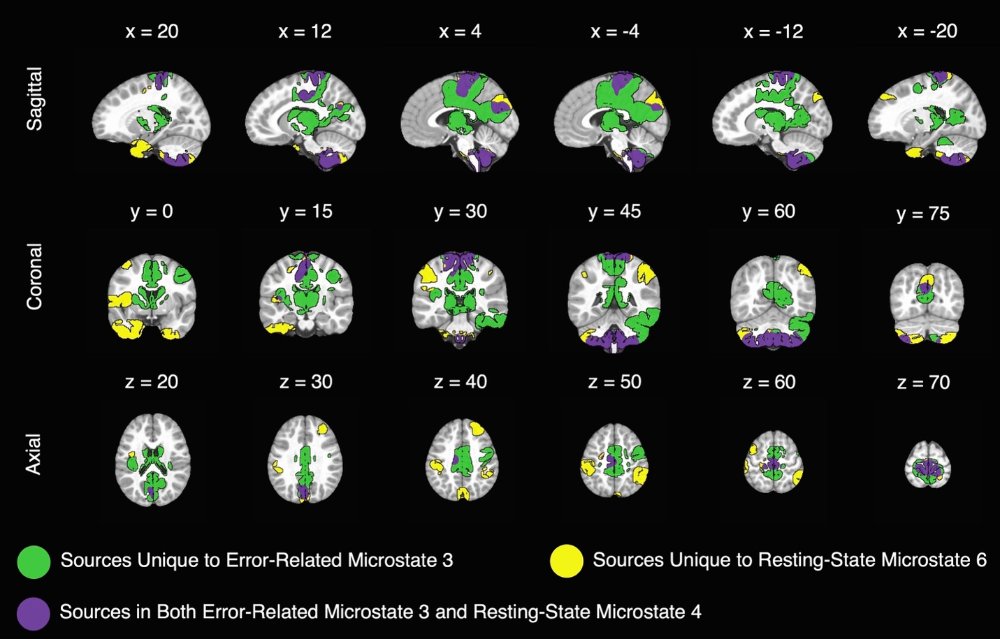 x = 20 x = 12 x = 4 x = -4 x = -12 x = -20
Sagittal
y = 0 y = 15 y = 30 y = 45 y = 60 y = 75
Coronal
z = 20 z = 30 z = 40 z = 50 z = 60 z = 70
Axial
Sources Unique to Error-Related Microstate 3
Sources Unique to Resting-State Microstate 6
Sources in Both Error-Related Microstate 3 and Resting-State Microstate 4